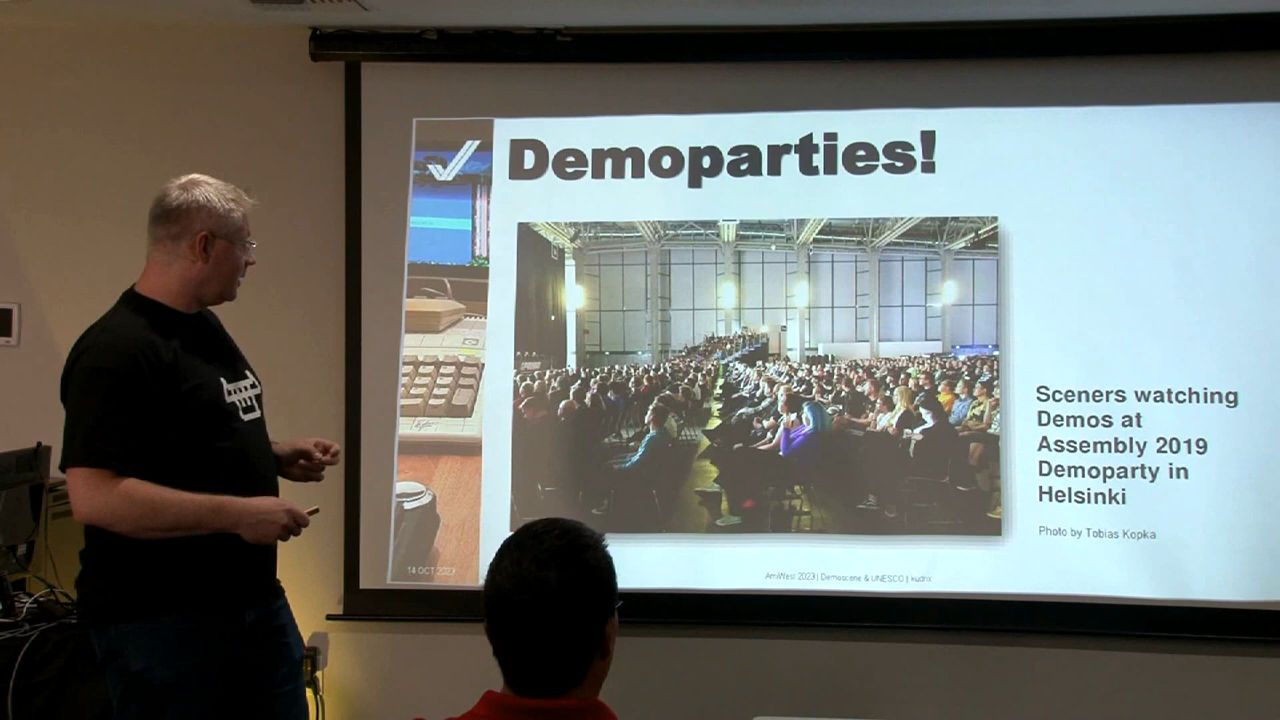 Demoparties!
Sceners watching
Demos at
Assembly 2019
Demoparty in
Helsinki
Photo by Tobias Kopka
14 OCT 2023
AmiWest 2023 | Demoscene & UNESCO | kudrix